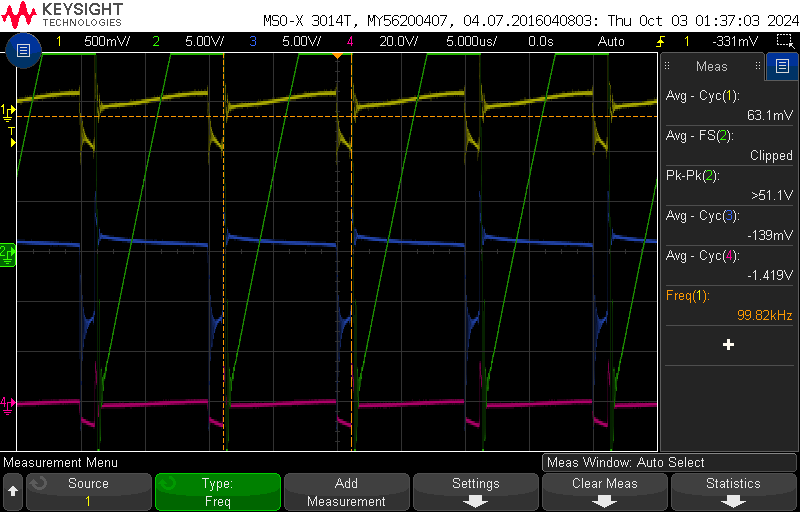 KEYSIGHT
TECHNOLOGIES
MSO-X 3014T, MY56200407, 04.07.2016040803: Thu Oct 03 01:37:03 2024
1 500mV/ 2 5.00V/ 3 5.00V/ 4 20.0V/ 5.000us/ 0.0s Auto 1 -331mV
Meas
Avg - Cyc(1):
63.1mV
Avg - FS(2):
Clipped
Pk-Pk(2):
>51.1V
Avg - Cyc(3):
-139mV
Avg - Cyc(4):
-1.419V
Freq(1):
99.82kHz
1
T
2
4
Measurement Menu
Meas Window: Auto Select
Source
1
Type:
Freq
Add
Measurement
Settings
Clear Meas
Statistics